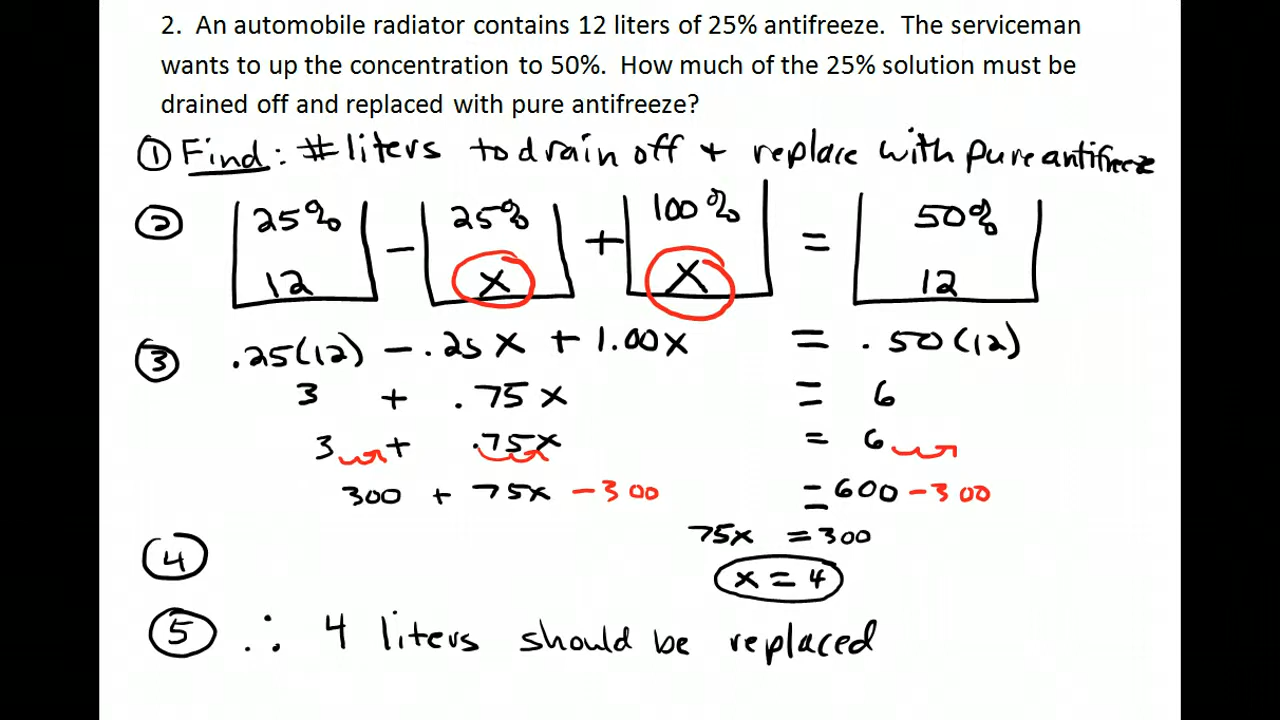 2. An automobile radiator contains 12 liters of 25% antifreeze. The serviceman
wants to up the concentration to 50%. How much of the 25% solution must be
drained off and replaced with pure antifreeze?
① Find: # liters to drain off + replace with pure antifreeze
② 25% 25% 100% 50%
12 - x + x = 12
③ .25(12) - .25x + 1.00x = .50(12)
3 + .75x = 6
3 + .75x = 6
300 + 75x - 300 = 600 - 300
75x = 300
④ x = 4
⑤ ∴ 4 liters should be replaced